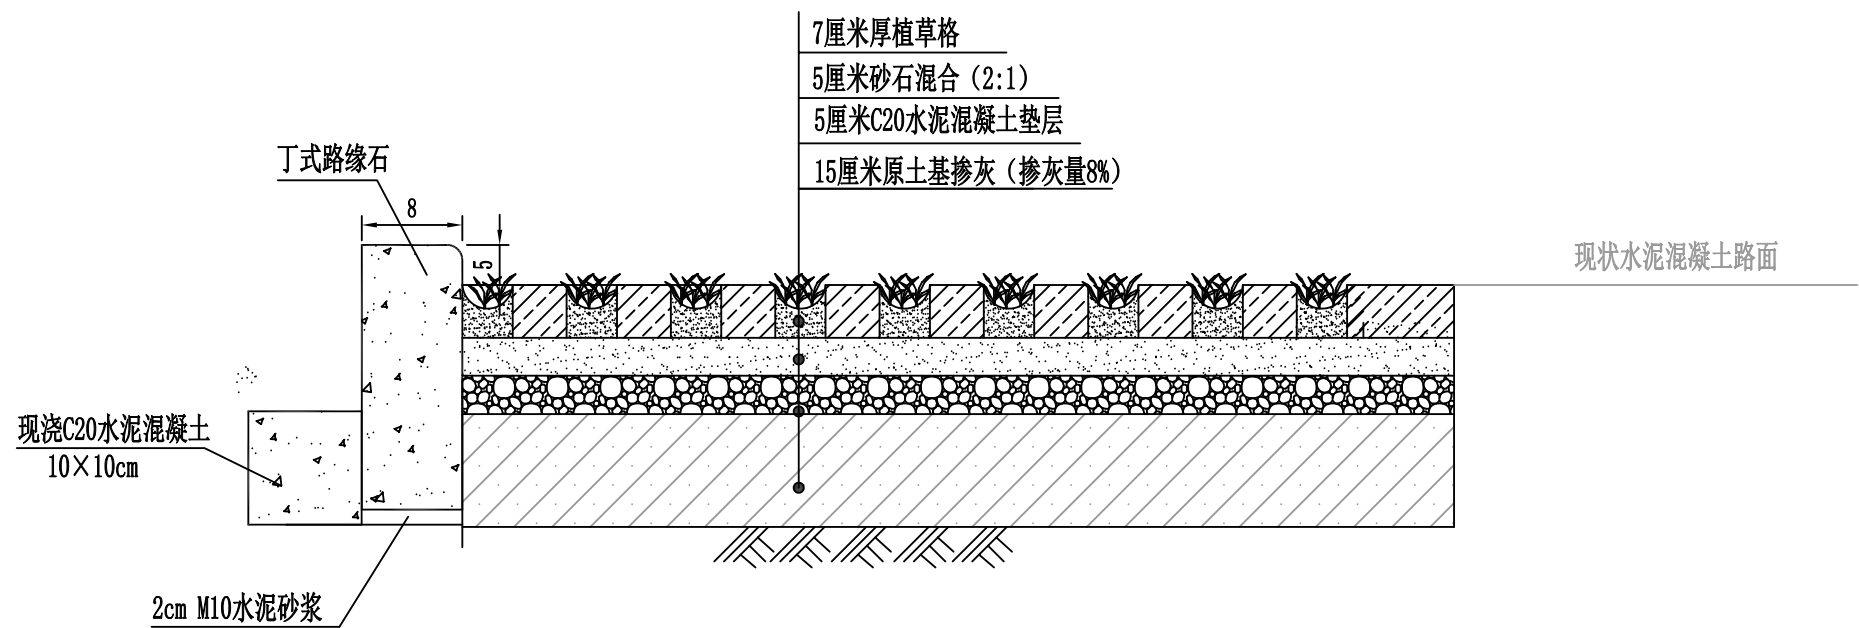 7厘米厚植草格
5厘米砂石混合（2:1）
5厘米C20水泥混凝土垫层
15厘米原土基掺灰（掺灰量8%）
丁式路缘石
8
5
现状水泥混凝土路面
现浇C20水泥混凝土
10×10cm
2cm M10水泥砂浆